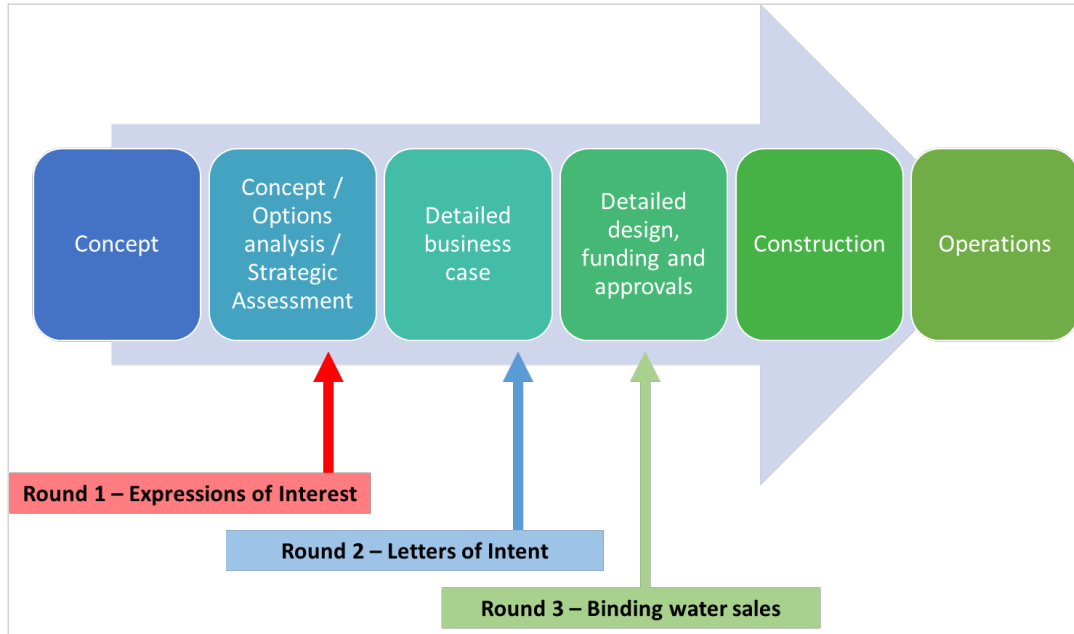 Concept
Concept /
Options
analysis /
Strategic
Assessment
Detailed
business
case
Detailed
design,
funding and
approvals
Construction
Operations
Round 1 – Expressions of Interest
Round 2 – Letters of Intent
Round 3 – Binding water sales